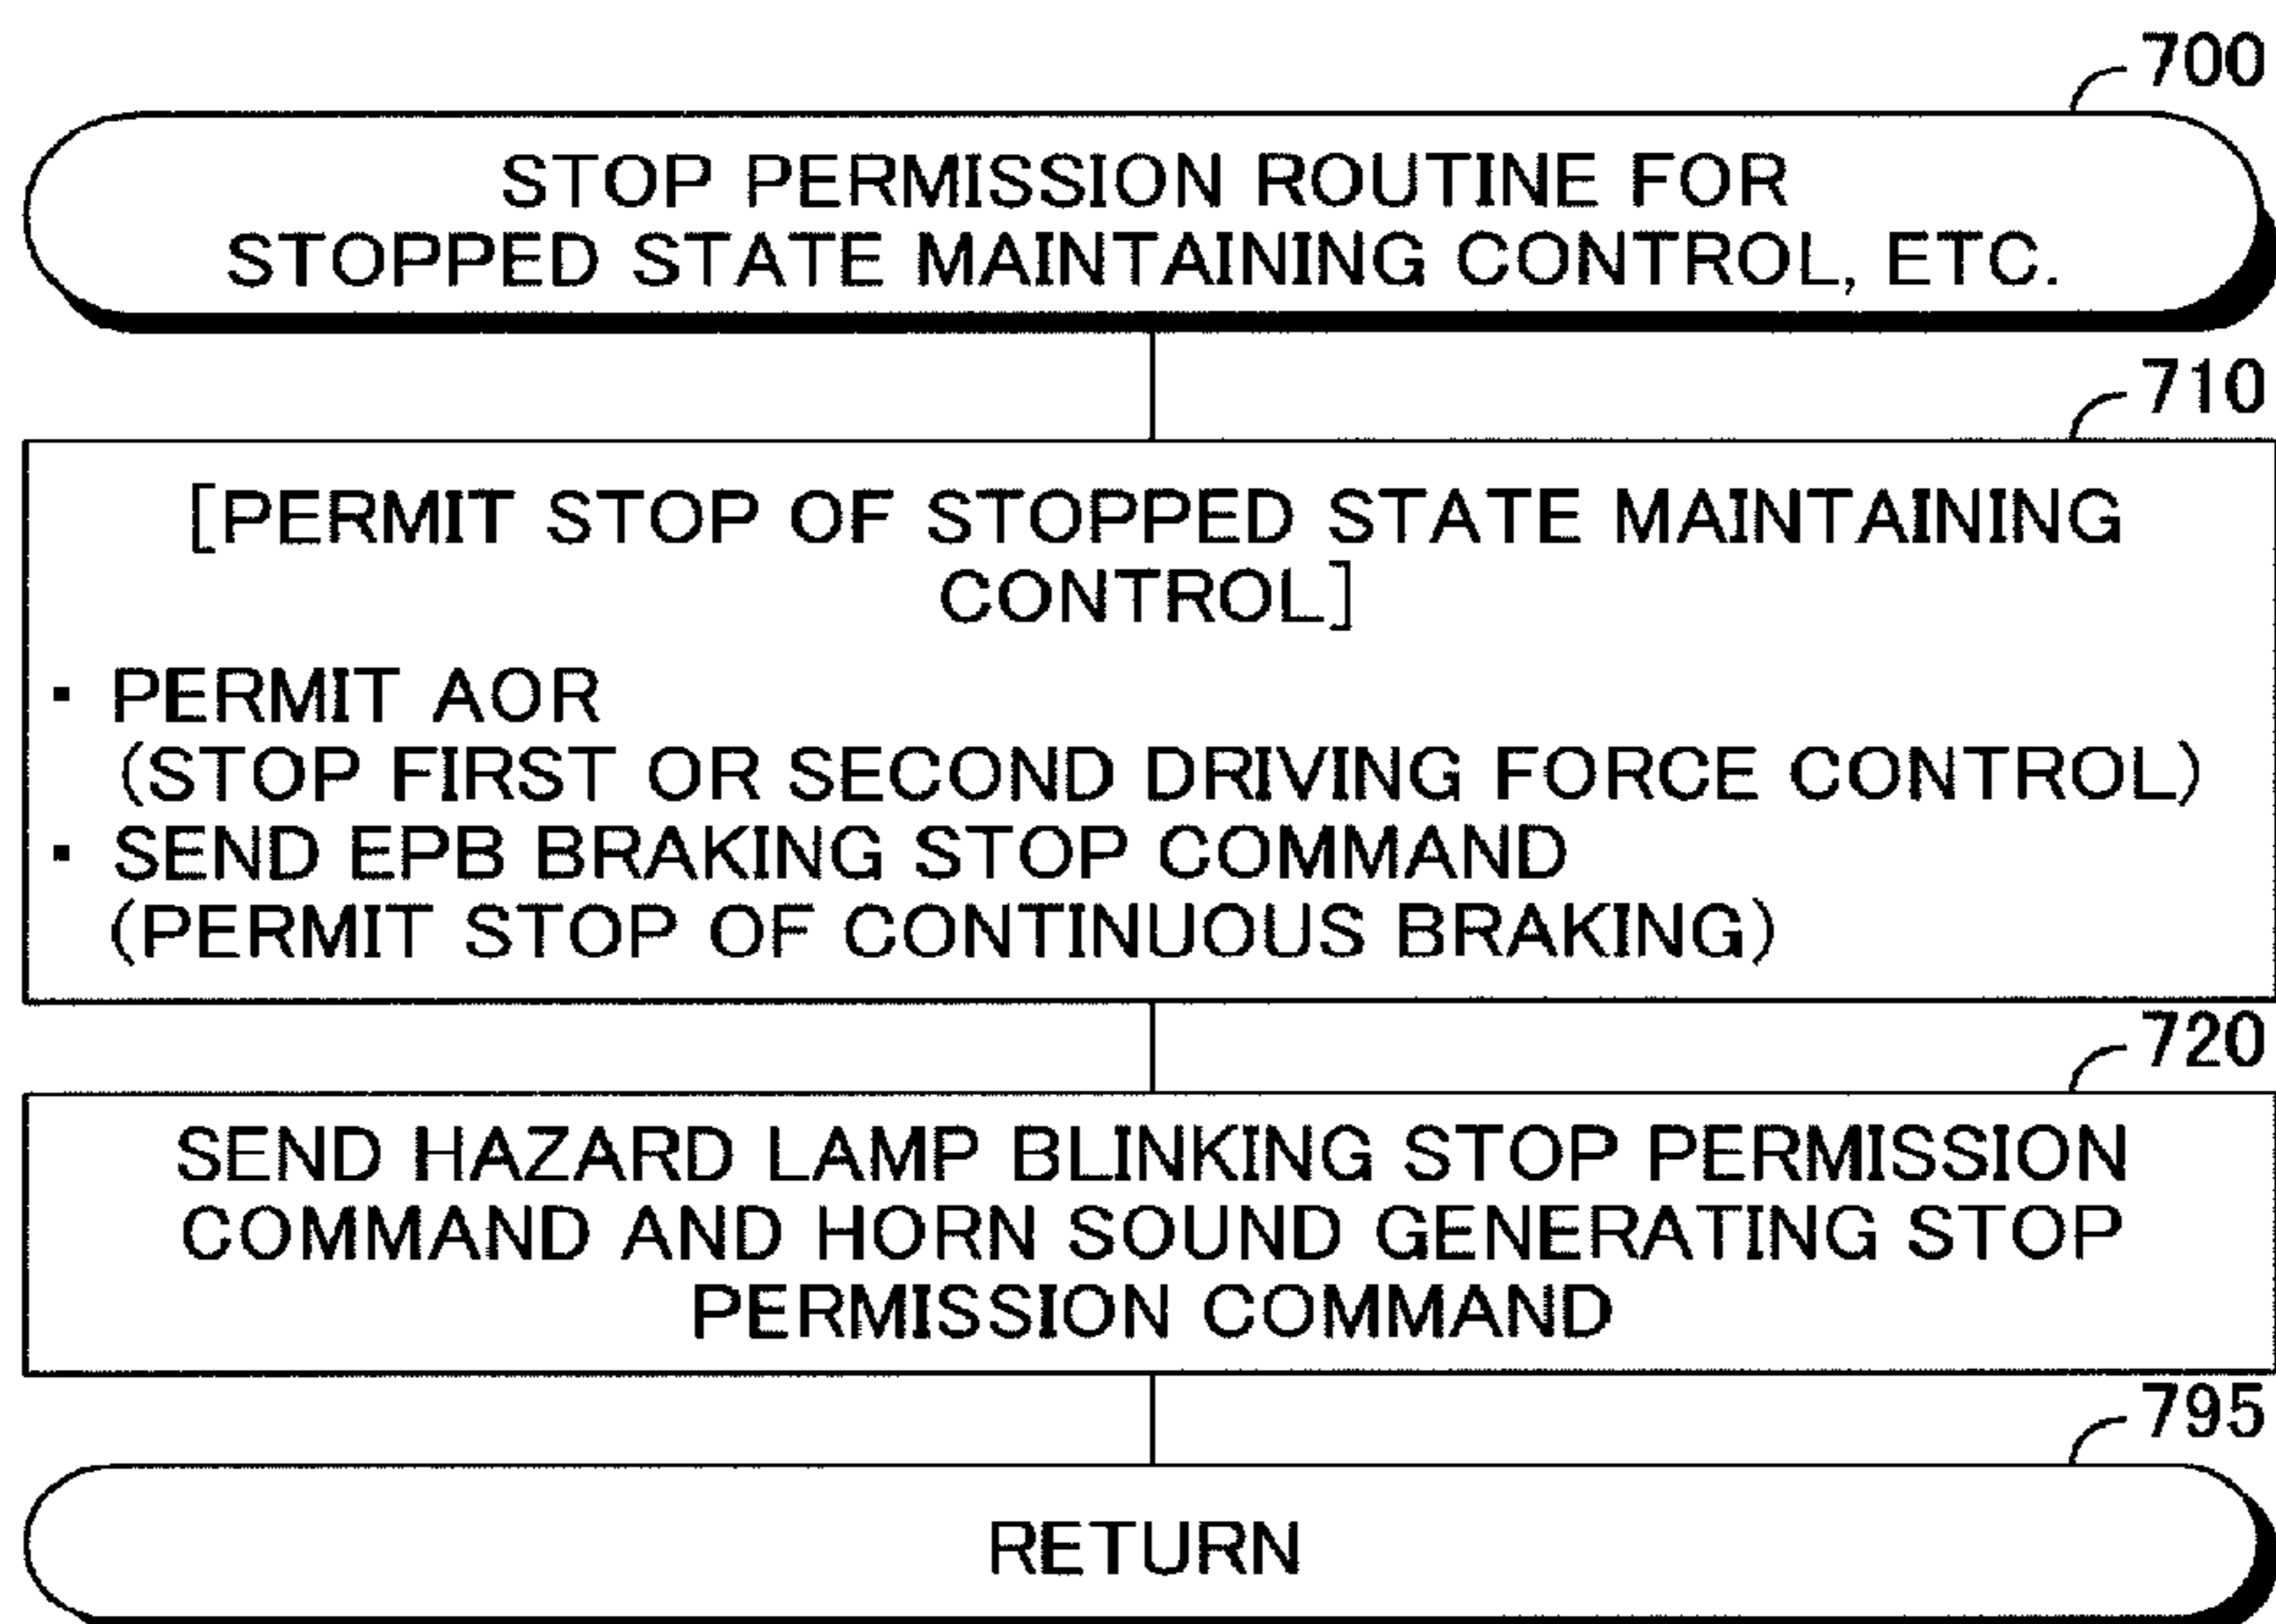 700
STOP PERMISSION ROUTINE FOR
STOPPED STATE MAINTAINING CONTROL, ETC.
710
[PERMIT STOP OF STOPPED STATE MAINTAINING
CONTROL]
▪ PERMIT AOR
(STOP FIRST OR SECOND DRIVING FORCE CONTROL)
▪ SEND EPB BRAKING STOP COMMAND
(PERMIT STOP OF CONTINUOUS BRAKING)
720
SEND HAZARD LAMP BLINKING STOP PERMISSION
COMMAND AND HORN SOUND GENERATING STOP
PERMISSION COMMAND
795
RETURN